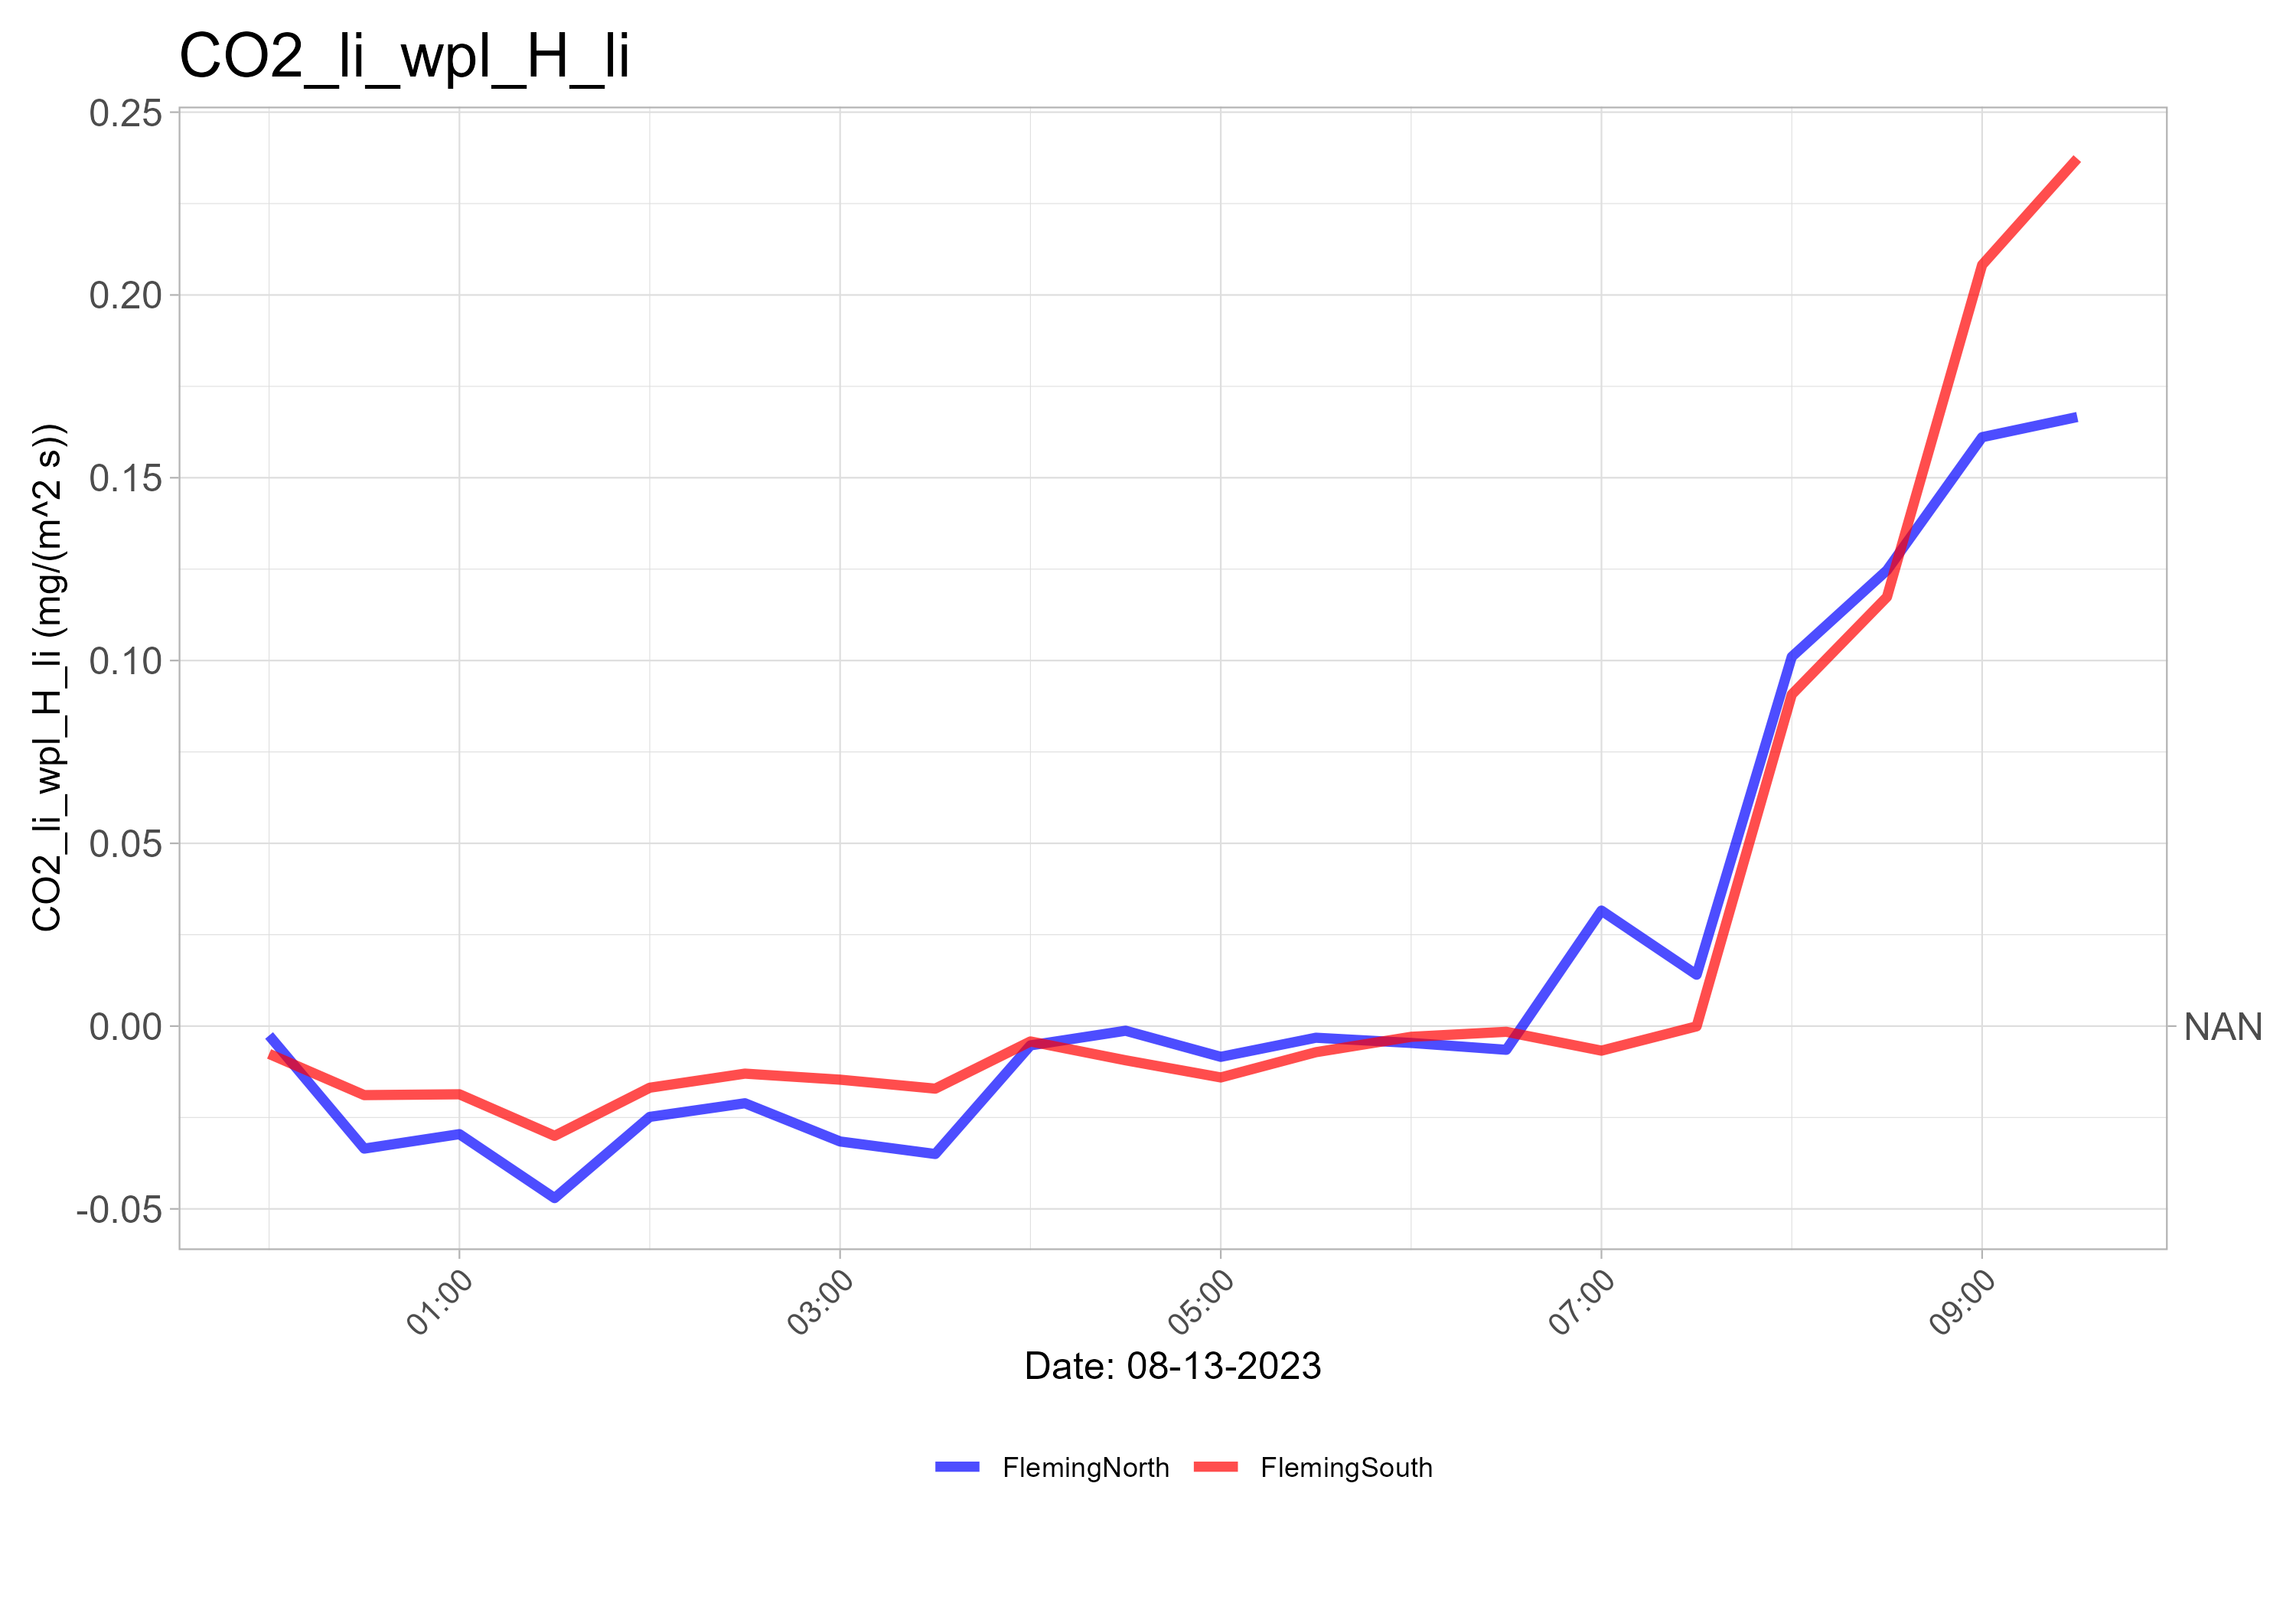 CO2_li_wpl_H_li
CO2_li_wpl_H_li (mg/(m^2 s))
0.25
0.20
0.15
0.10
0.05
0.00
-0.05
NAN
01:00
03:00
05:00
07:00
09:00
Date: 08-13-2023
FlemingNorth
FlemingSouth